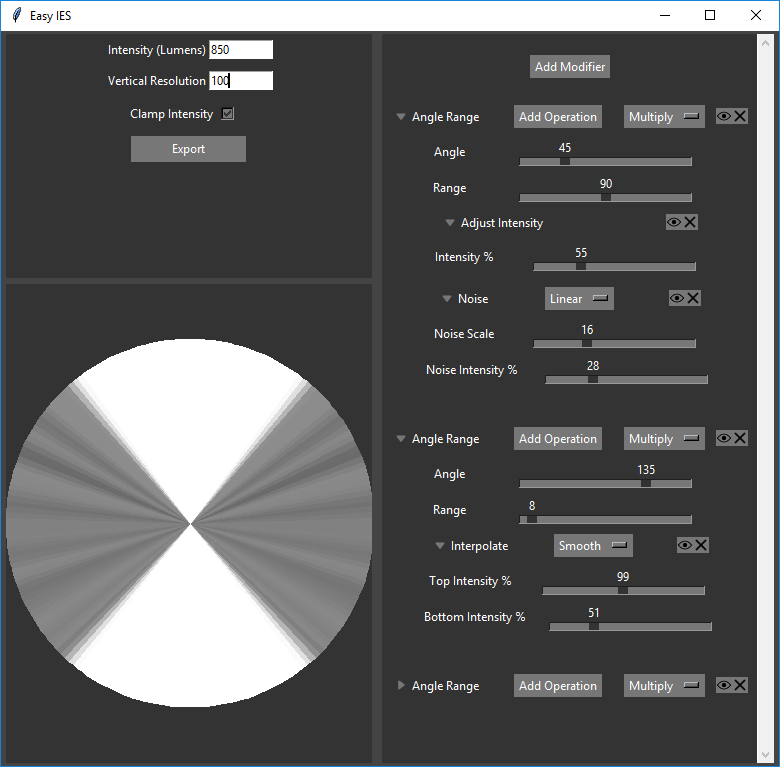 Easy IES
Intensity (Lumens) 850
Vertical Resolution 100
Clamp Intensity
Export
Add Modifier
Angle Range Add Operation Multiply
Angle 45
Range 90
Adjust Intensity
Intensity % 55
Noise Linear
Noise Scale 16
Noise Intensity % 28
Angle Range Add Operation Multiply
Angle 135
Range 8
Interpolate Smooth
Top Intensity % 99
Bottom Intensity % 51
Angle Range Add Operation Multiply